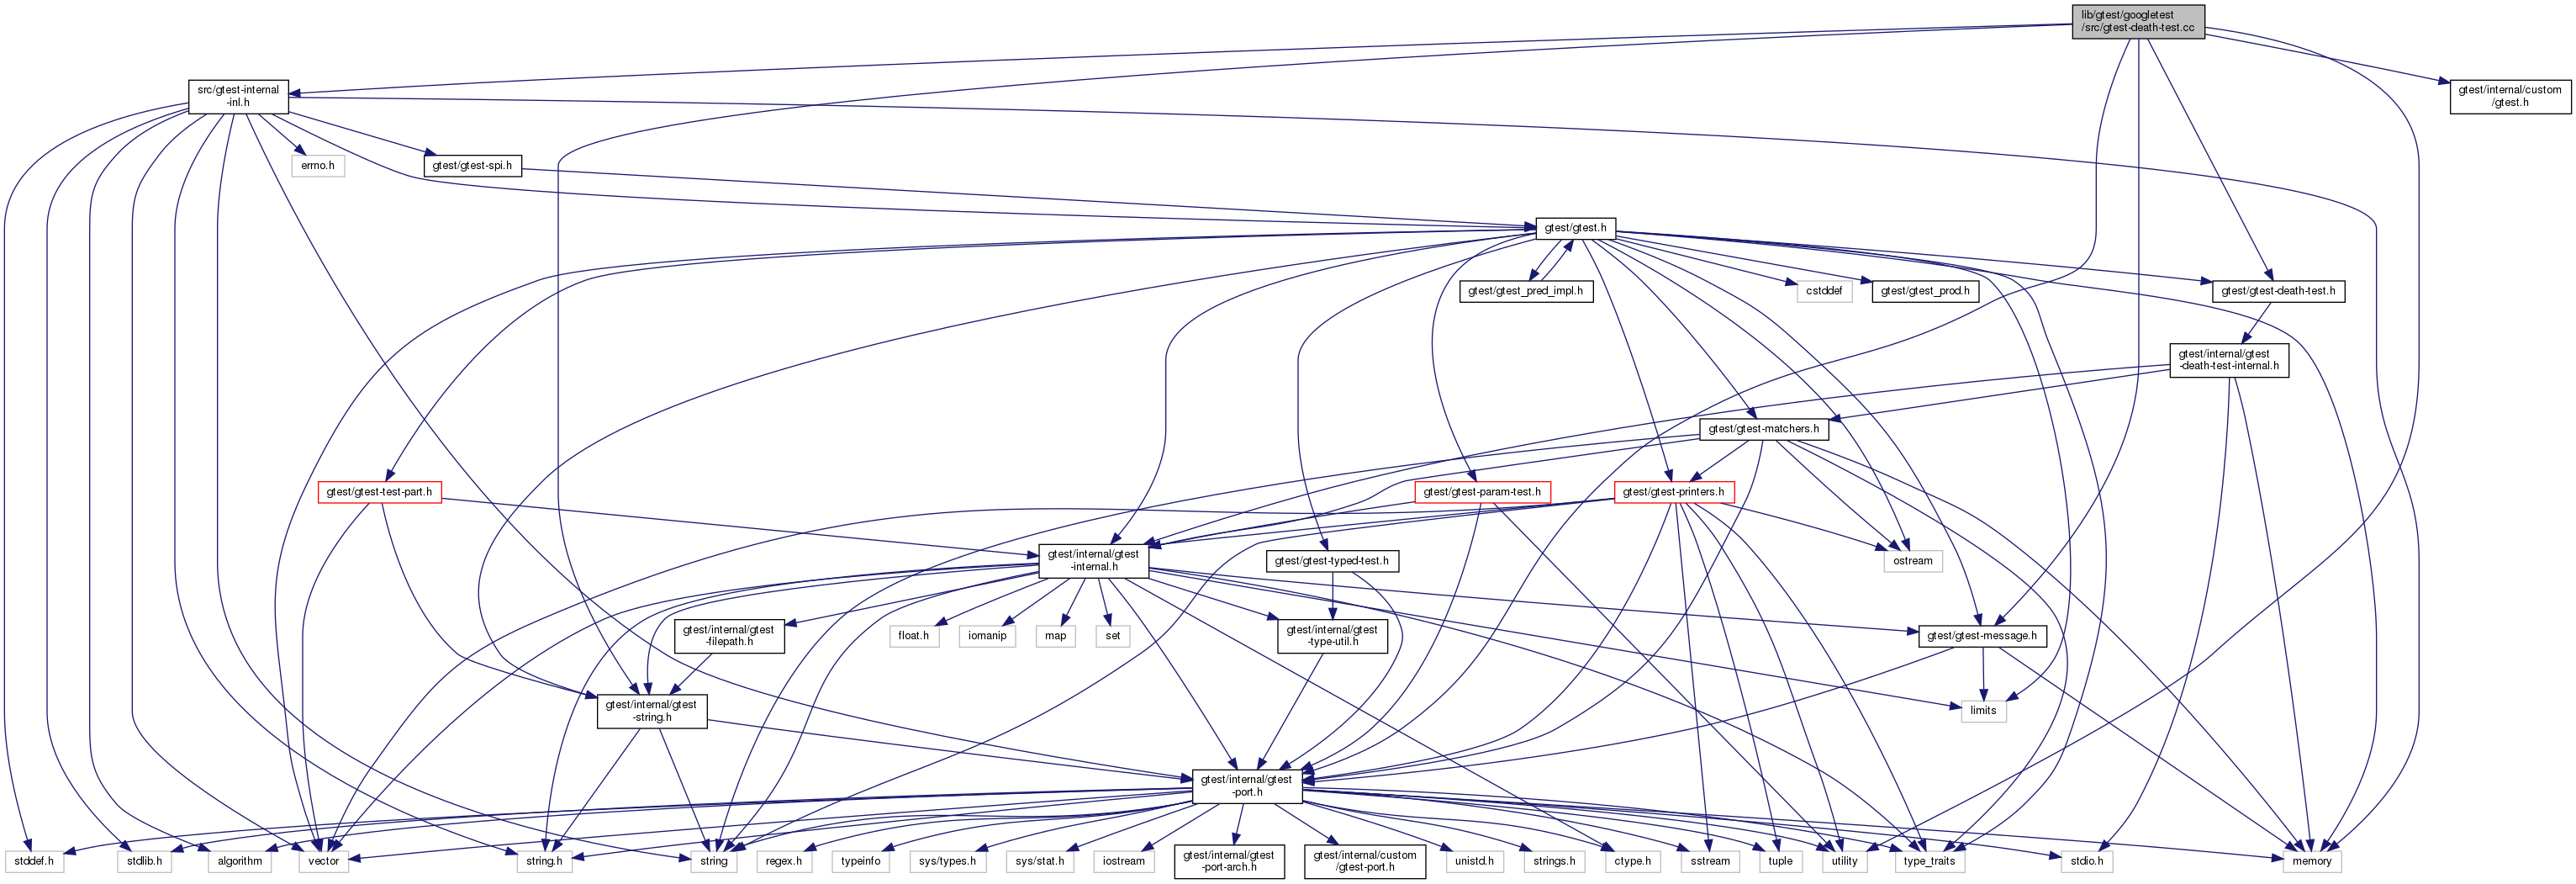 lib/gtest/googletest
/src/gtest-death-test.cc
src/gtest-internal
-inl.h
gtest/internal/custom
/gtest.h
errno.h
gtest/gtest-spi.h
gtest/gtest.h
gtest/gtest_pred_impl.h
cstddef
gtest/gtest_prod.h
gtest/gtest-death-test.h
gtest/internal/gtest
-death-test-internal.h
gtest/gtest-matchers.h
gtest/gtest-test-part.h
gtest/gtest-param-test.h
gtest/gtest-printers.h
gtest/internal/gtest
-internal.h
gtest/gtest-typed-test.h
ostream
gtest/internal/gtest
-filepath.h
float.h
iomanip
map
set
gtest/internal/gtest
-type-util.h
gtest/gtest-message.h
gtest/internal/gtest
-string.h
limits
gtest/internal/gtest
-port.h
stddef.h
stdlib.h
algorithm
vector
string.h
string
regex.h
typeinfo
sys/types.h
sys/stat.h
iostream
gtest/internal/gtest
-port-arch.h
gtest/internal/custom
/gtest-port.h
unistd.h
strings.h
ctype.h
sstream
tuple
utility
type_traits
stdio.h
memory